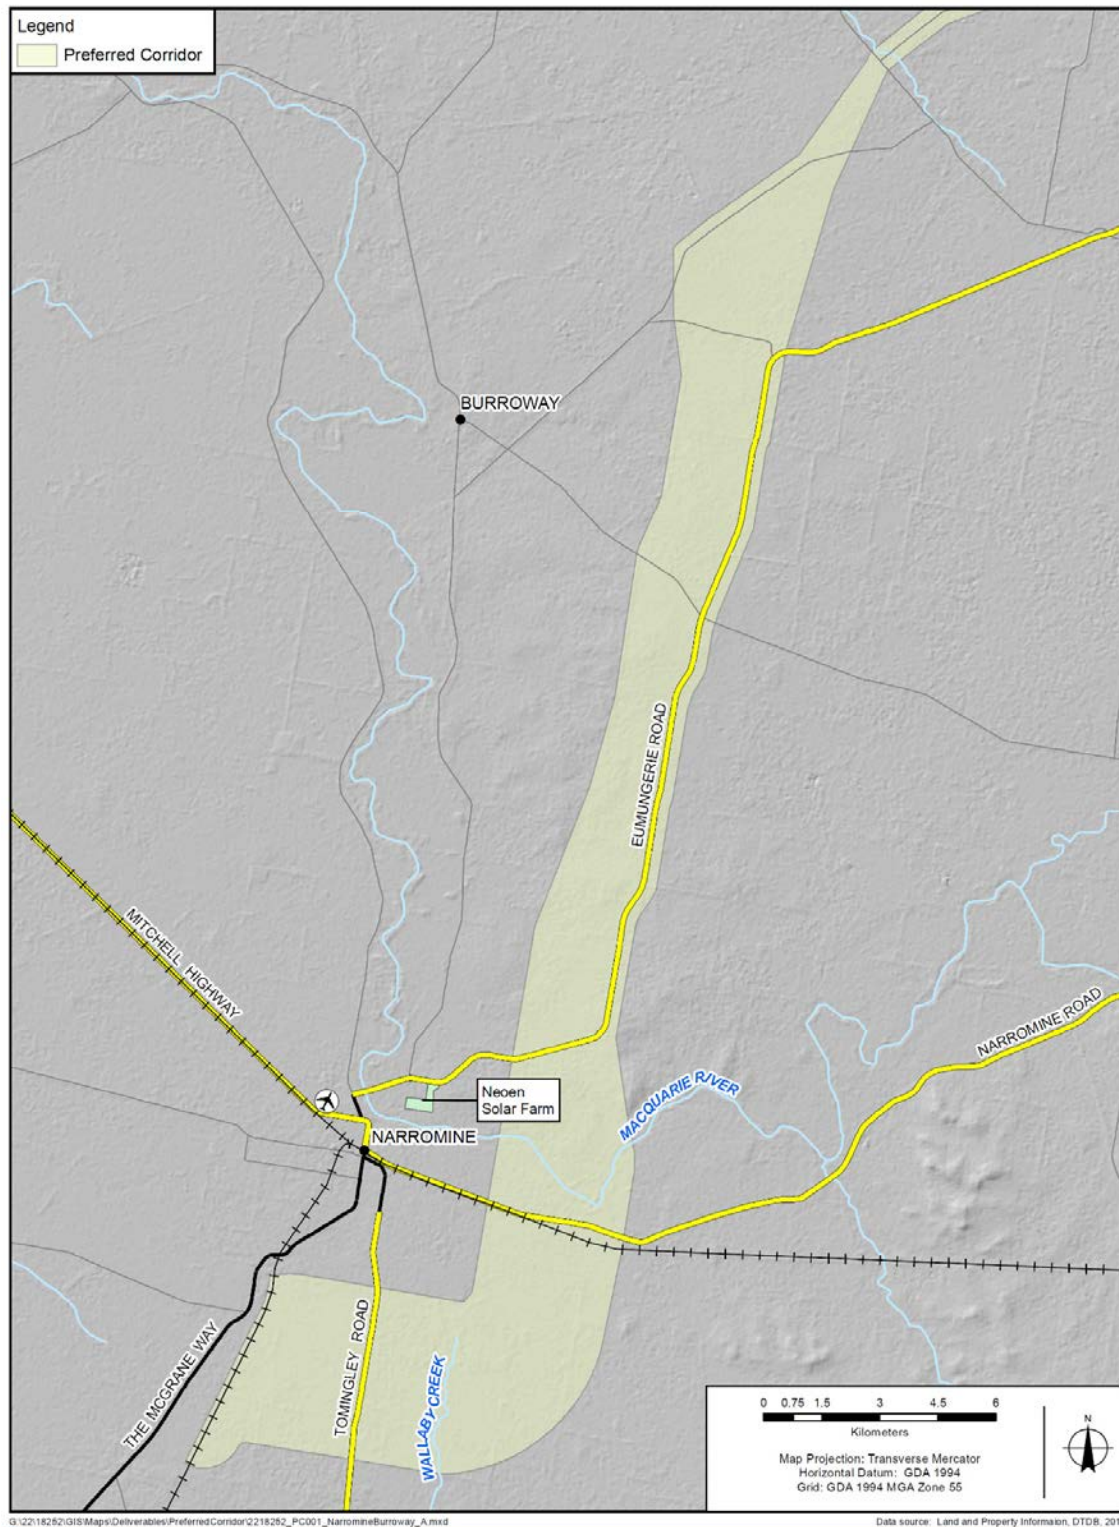 Legend
Preferred Corridor
BURROWAY
EUMUNGERIE ROAD
MITCHELL HIGHWAY
NARROMINE ROAD
Neoen
Solar Farm
MACQUARIE RIVER
NARROMINE
THE MCGRANE WAY
TOMINGLEY ROAD
WALLABY CREEK
0 0.75 1.5 3 4.5 6
Kilometers
N
Map Projection: Transverse Mercator
Horizontal Datum: GDA 1994
Grid: GDA 1994 MGA Zone 55
G:\22\18252\GIS\Maps\Deliverables\PreferredCorridor\2218252_PC001_NarromineBurroway_A.mxd
Data source: Land and Property Informaion, DTDB,